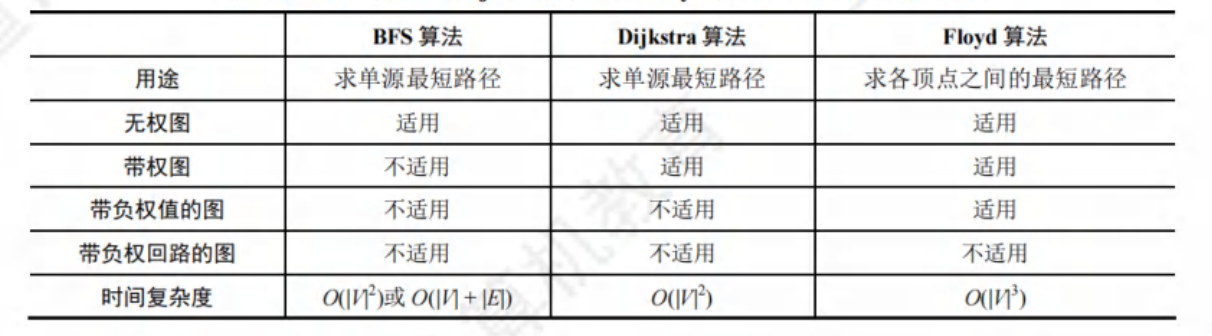 BFS 算法 Dijkstra 算法 Floyd 算法
用途 求单源最短路径 求单源最短路径 求各顶点之间的最短路径
无权图 适用 适用 适用
带权图 不适用 适用 适用
带负权值的图 不适用 不适用 适用
带负权回路的图 不适用 不适用 不适用
时间复杂度 O(|V|²)或 O(|V| + |E|) O(|V|²) O(|V|³)
算机教育